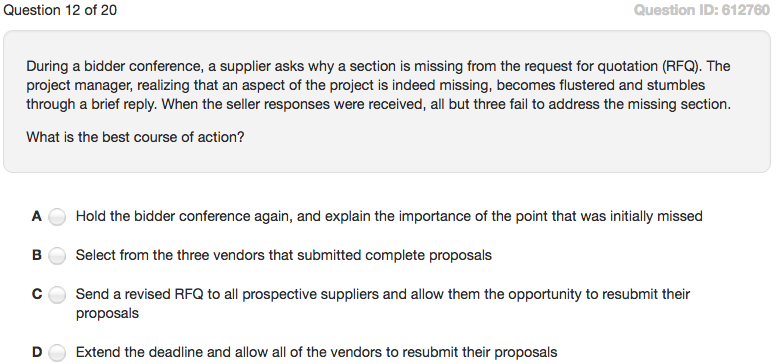 Question 12 of 20
Question ID: 612760
During a bidder conference, a supplier asks why a section is missing from the request for quotation (RFQ). The
project manager, realizing that an aspect of the project is indeed missing, becomes flustered and stumbles
through a brief reply. When the seller responses were received, all but three fail to address the missing section.
What is the best course of action?
A Hold the bidder conference again, and explain the importance of the point that was initially missed
B Select from the three vendors that submitted complete proposals
C Send a revised RFQ to all prospective suppliers and allow them the opportunity to resubmit their
proposals
D Extend the deadline and allow all of the vendors to resubmit their proposals